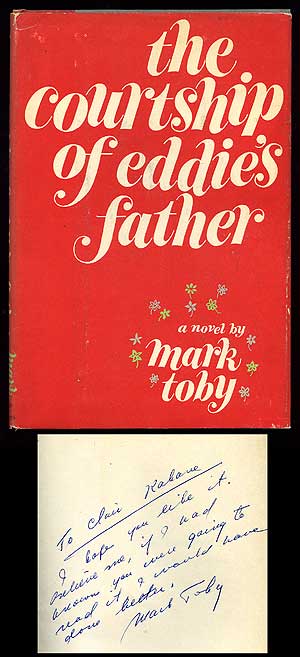 the
courtship
of eddie's
father
a novel by
mark
toby
To Clair Kabane
I hope you like it.
Believe me, if I had
known you were going to
read it I would have
done better.
Mark Toby